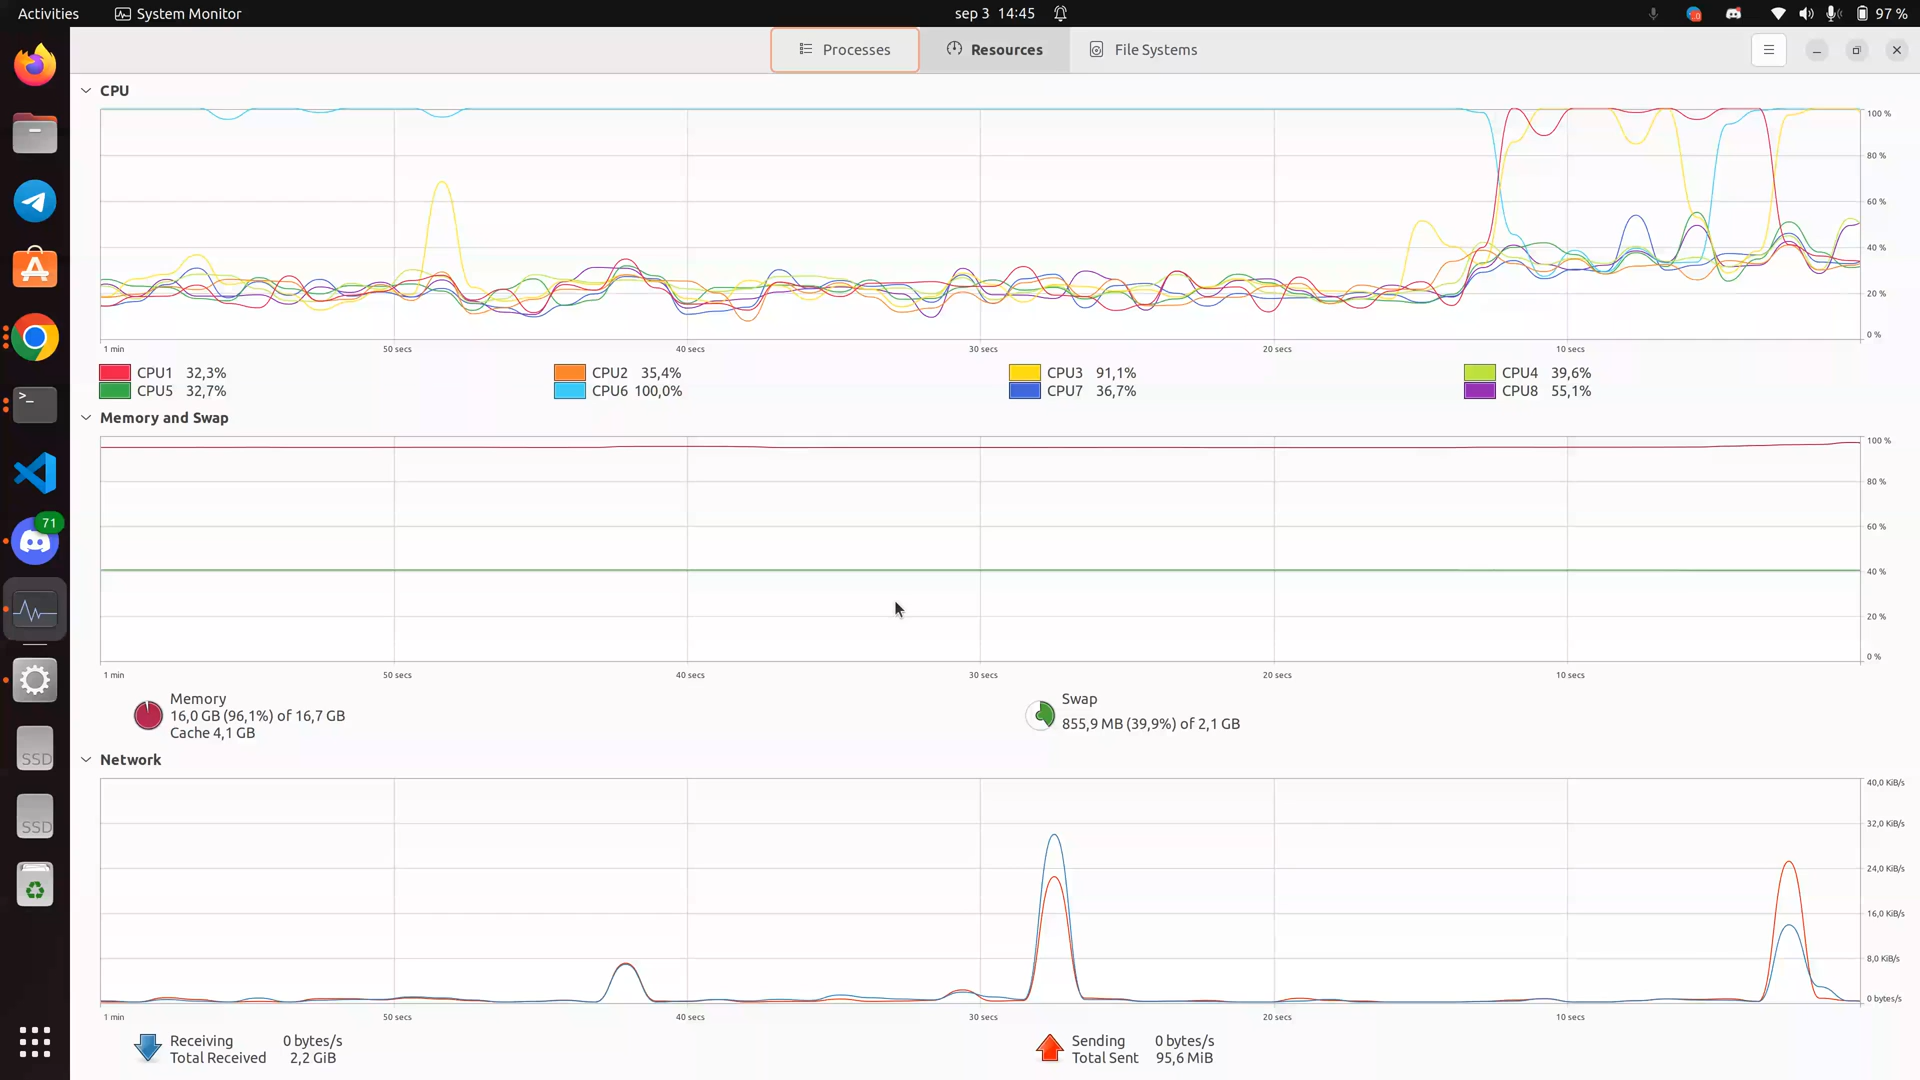 Activities System Monitor sep 3 14:45 97 %
Processes Resources File Systems
CPU
100 %
80 %
60 %
40 %
20 %
0 %
1 min 50 secs 40 secs 30 secs 20 secs 10 secs
CPU1 32,3% CPU2 35,4% CPU3 91,1% CPU4 39,6%
CPU5 32,7% CPU6 100,0% CPU7 36,7% CPU8 55,1%
Memory and Swap
100 %
80 %
60 %
40 %
20 %
0 %
1 min 50 secs 40 secs 30 secs 20 secs 10 secs
Memory
16,0 GB (96,1%) of 16,7 GB
Cache 4,1 GB
Swap
855,9 MB (39,9%) of 2,1 GB
Network
40,0 KiB/s
32,0 KiB/s
24,0 KiB/s
16,0 KiB/s
8,0 KiB/s
0 bytes/s
1 min 50 secs 40 secs 30 secs 20 secs 10 secs
Receiving 0 bytes/s
Total Received 2,2 GiB
Sending 0 bytes/s
Total Sent 95,6 MiB
71
SSD
SSD